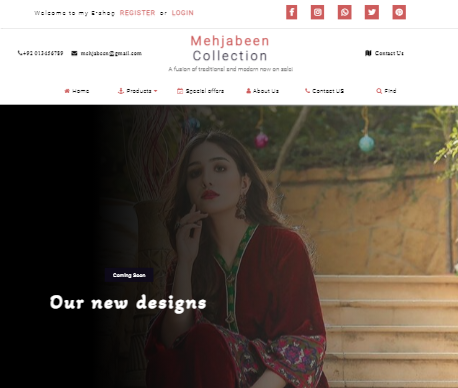 Welcome to my Erahog REGISTER or LOGIN
+92 013456789 mehjabeen@gmail.com
Mehjabeen
Collection
A fusion of traditional and modern now on sale!
Contact Us
Home Products Special offers About Us Contact US Find
Coming Soon
Our new designs